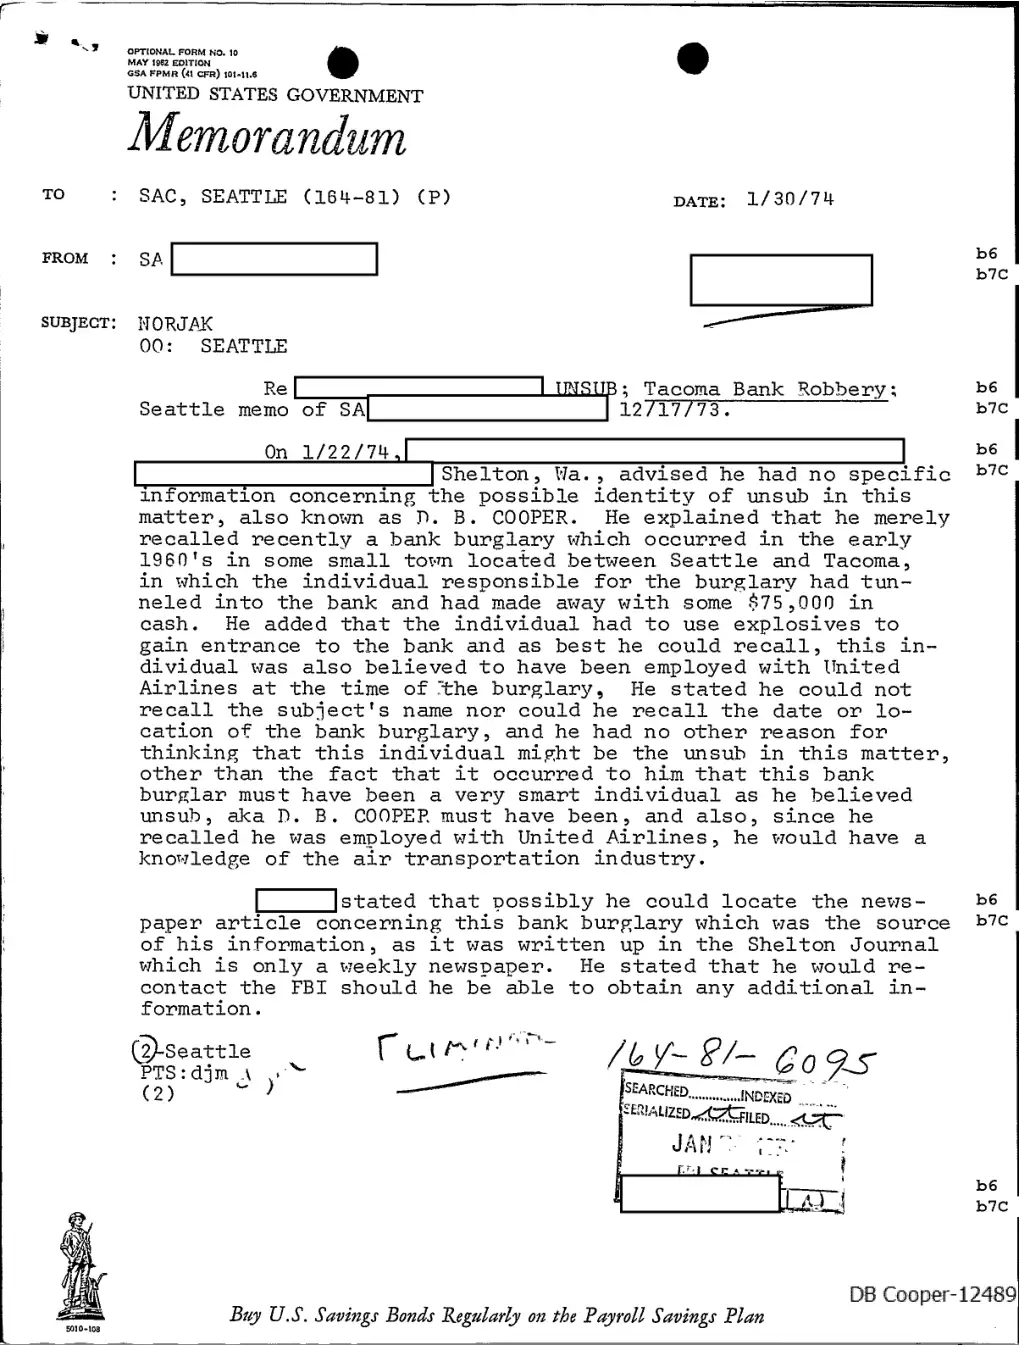 OPTIONAL FORM NO. 10
MAY 1962 EDITION
GSA FPMR (41 CFR) 101-11.6
UNITED STATES GOVERNMENT
Memorandum
TO : SAC, SEATTLE (164-81) (P)
DATE: 1/30/74
FROM : SA
b6
b7C
SUBJECT: NORJAK
OO: SEATTLE
Re UNSUB; Tacoma Bank Robbery; b6
Seattle memo of SA 12/17/73. b7C
On 1/22/74, b6
Shelton, Wa., advised he had no specific b7C
information concerning the possible identity of unsub in this
matter, also known as D. B. COOPER. He explained that he merely
recalled recently a bank burglary which occurred in the early
1960's in some small town located between Seattle and Tacoma,
in which the individual responsible for the burglary had tun-
neled into the bank and had made away with some $75,000 in
cash. He added that the individual had to use explosives to
gain entrance to the bank and as best he could recall, this in-
dividual was also believed to have been employed with United
Airlines at the time of the burglary, He stated he could not
recall the subject's name nor could he recall the date or lo-
cation of the bank burglary, and he had no other reason for
thinking that this individual might be the unsub in this matter,
other than the fact that it occurred to him that this bank
burglar must have been a very smart individual as he believed
unsub, aka D. B. COOPER must have been, and also, since he
recalled he was employed with United Airlines, he would have a
knowledge of the air transportation industry.
stated that possibly he could locate the news- b6
paper article concerning this bank burglary which was the source b7C
of his information, as it was written up in the Shelton Journal
which is only a weekly newspaper. He stated that he would re-
contact the FBI should he be able to obtain any additional in-
formation.
2-Seattle
PTS:djm
(2)
164-81-6095
SEARCHED INDEXED
SERIALIZED FILED
JAN
FBI SEATTLE
b6
b7C
DB Cooper-12489
Buy U.S. Savings Bonds Regularly on the Payroll Savings Plan
5010-108